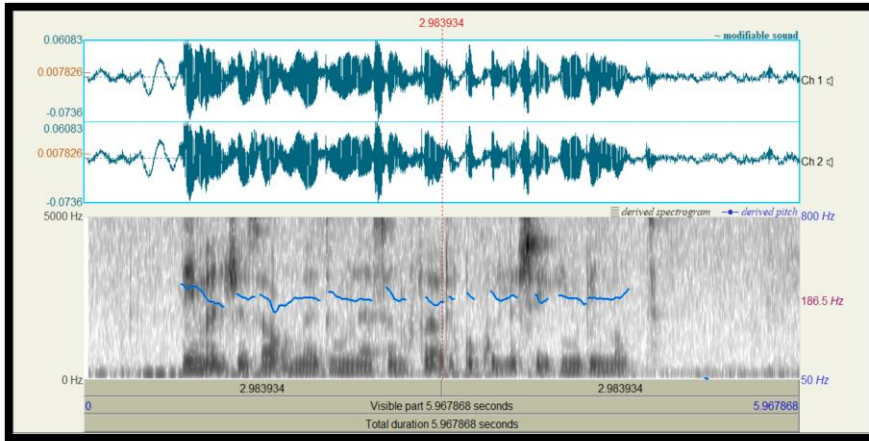 2.983934
~ modifiable sound
0.06083
0.007826
-0.0736
Ch 1
0.06083
0.007826
-0.0736
Ch 2
5000 Hz
derived spectrogram derived pitch
800 Hz
186.5 Hz
0 Hz
50 Hz
2.983934 2.983934
0 Visible part 5.967868 seconds 5.967868
Total duration 5.967868 seconds